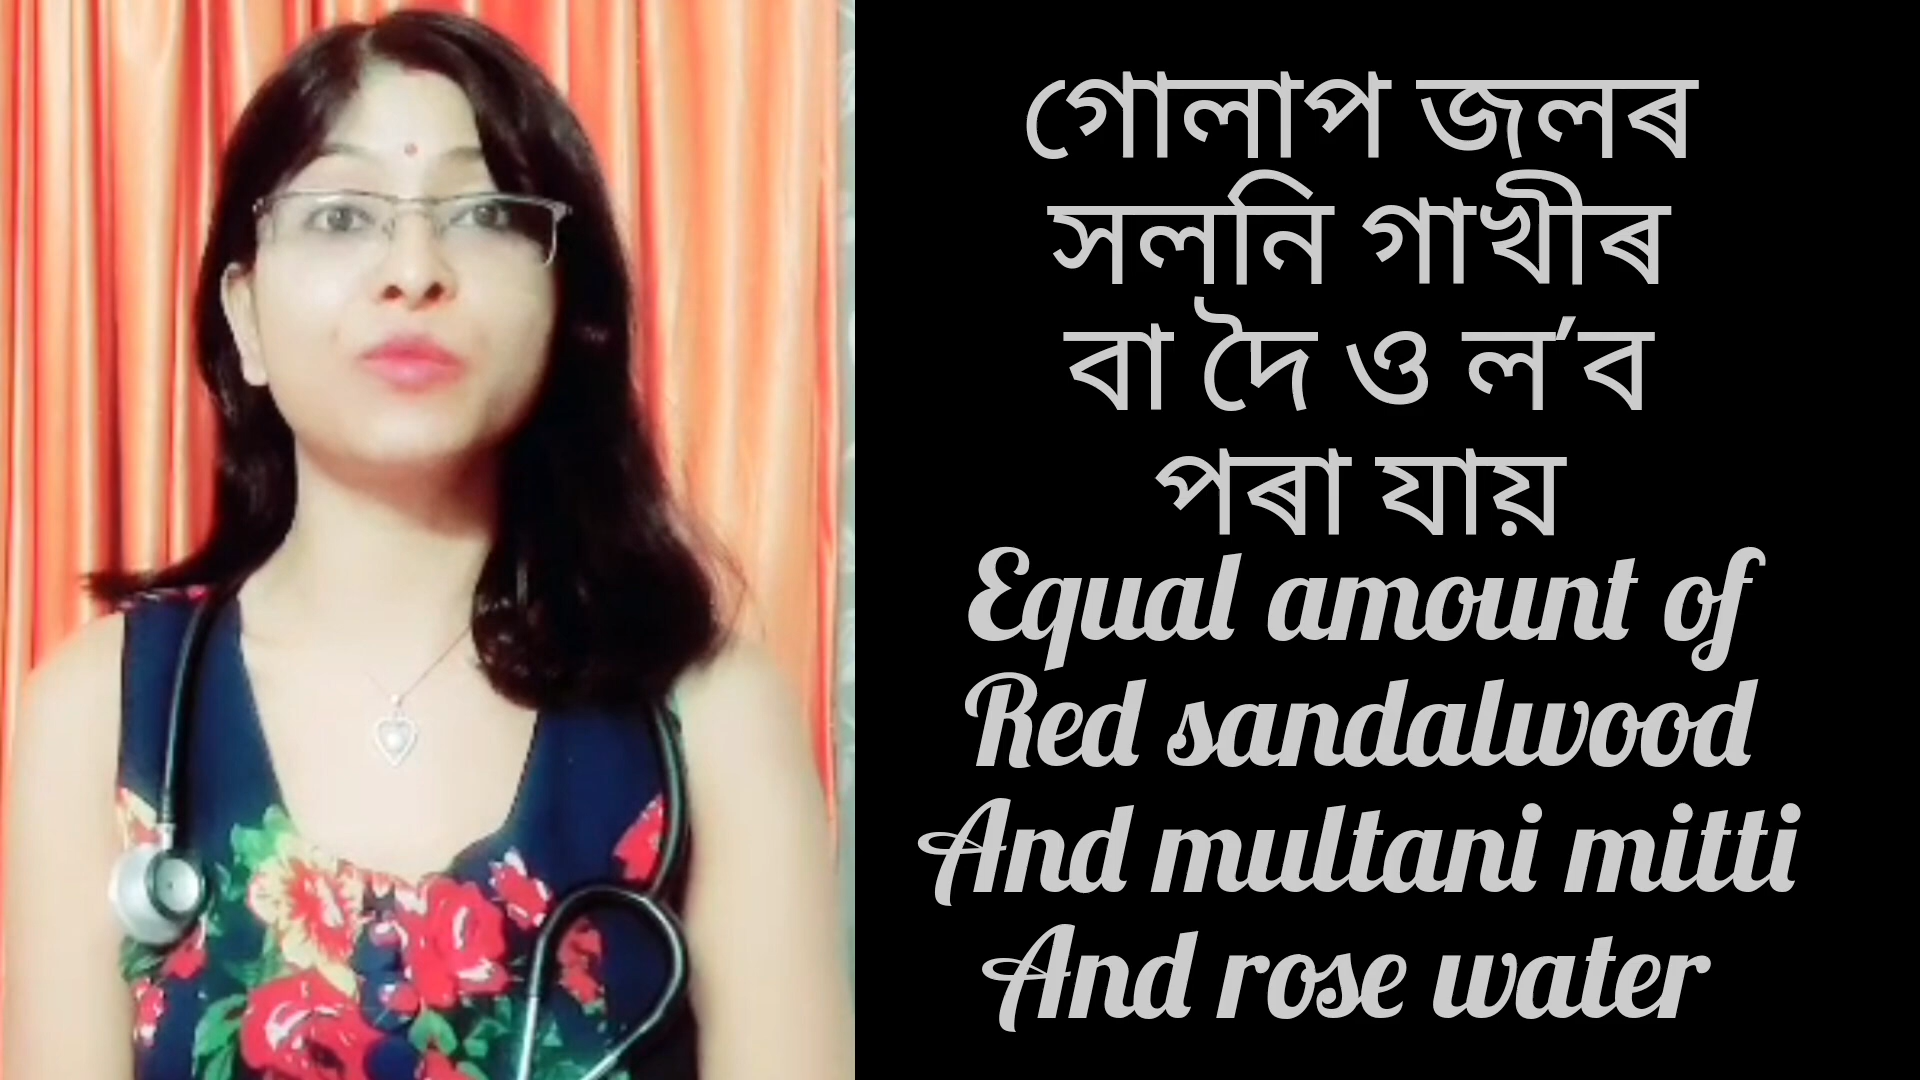 গোলাপ জলৰ
সলনি গাখীৰ
বা দৈ ও ল’ব
পৰা যায়
Equal amount of
Red sandalwood
And multani mitti
And rose water